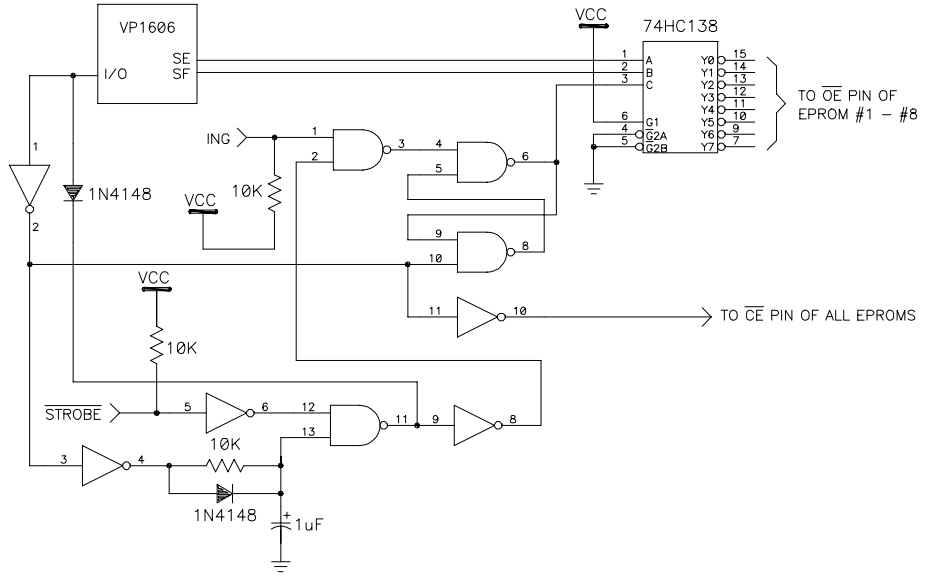 VP1606
SE
SF
I/O
VCC
74HC138
1 A
2 B
3 C
6 G1
4 G2A
5 G2B
Y0 15
Y1 14
Y2 13
Y3 12
Y4 11
Y5 10
Y6 9
Y7 7
TO OE PIN OF
EPROM #1 - #8
ING
1
2
3
4
5
6
10K
VCC
1
2
1N4148
9
10
8
11
10
TO CE PIN OF ALL EPROMS
VCC
10K
STROBE
5
6
12
13
11
9
8
3
4
10K
1N4148
+
1uF